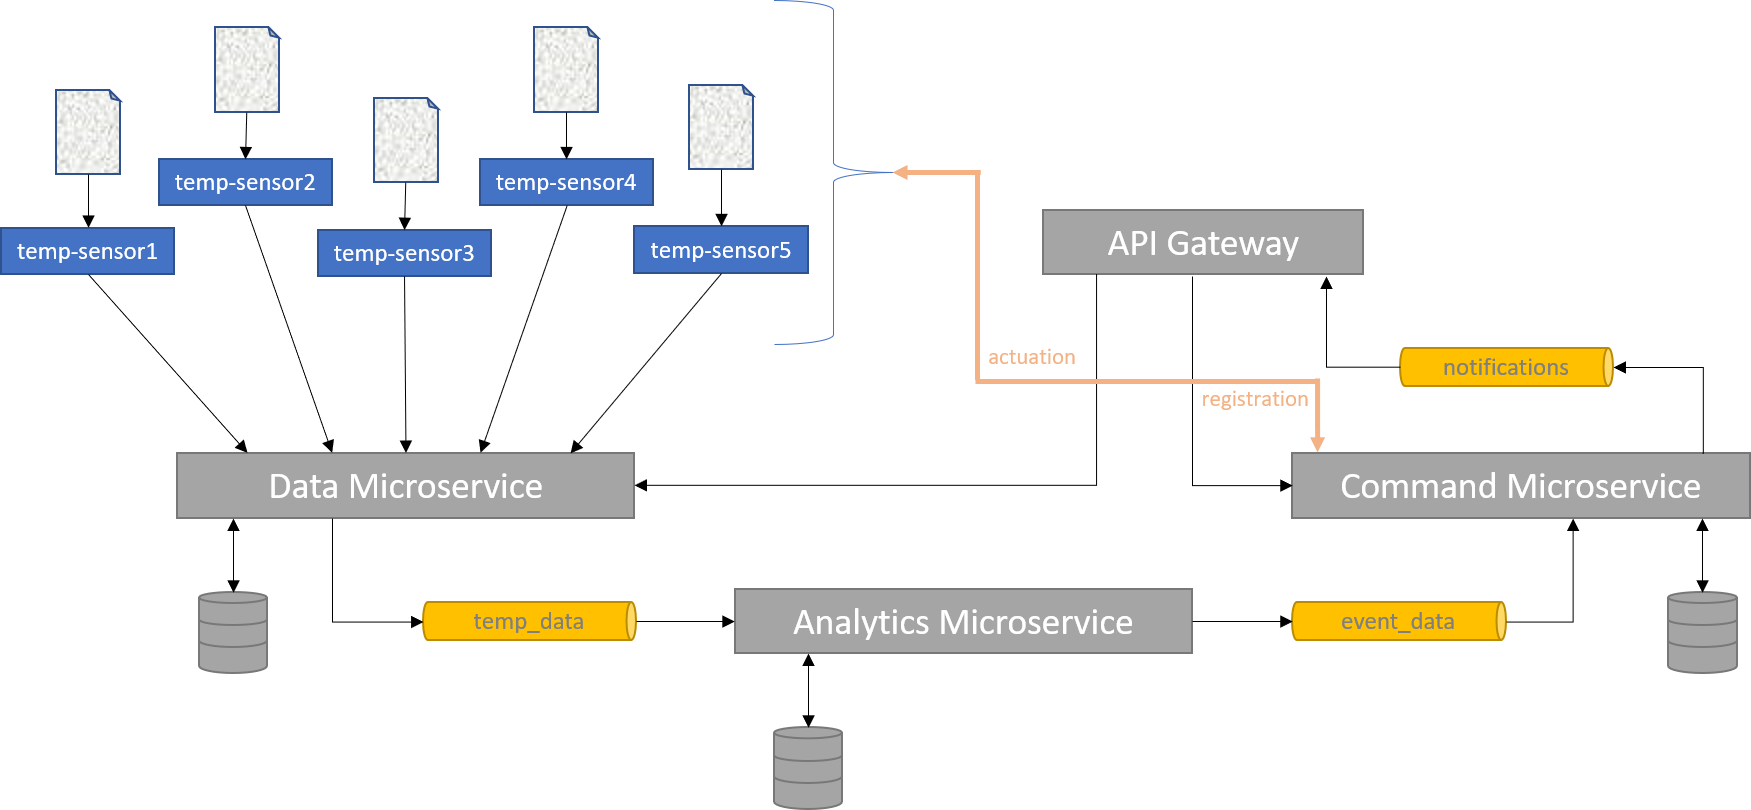 temp-sensor2
temp-sensor4
temp-sensor1
temp-sensor3
temp-sensor5
API Gateway
actuation
notifications
registration
Data Microservice
Command Microservice
temp_data
Analytics Microservice
event_data